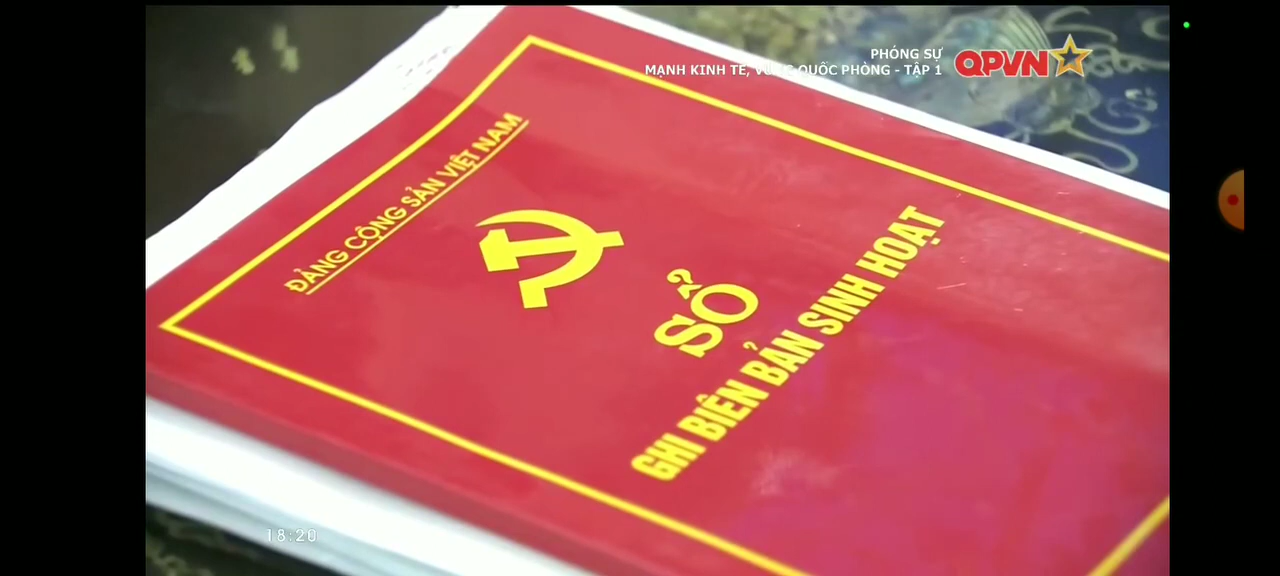 PHÓNG SỰ
MẠNH KINH TẾ, VỮNG QUỐC PHÒNG - TẬP 1
QPVN
ĐẢNG CỘNG SẢN VIỆT NAM
SỔ
GHI BIÊN BẢN SINH HOẠT
18:20